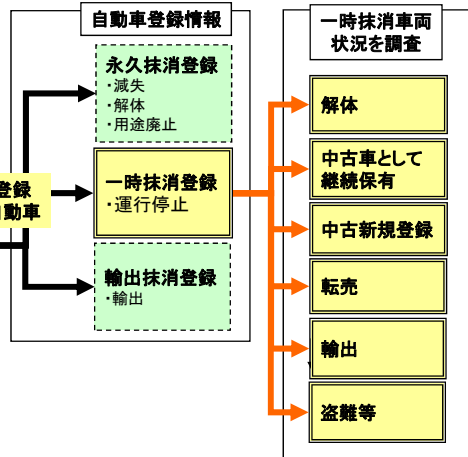 自動車登録情報
永久抹消登録
・減失
・解体
・用途廃止
登録
自動車
一時抹消登録
・運行停止
輸出抹消登録
・輸出
一時抹消車両
状況を調査
解体
中古車として
継続保有
中古新規登録
転売
輸出
盗難等